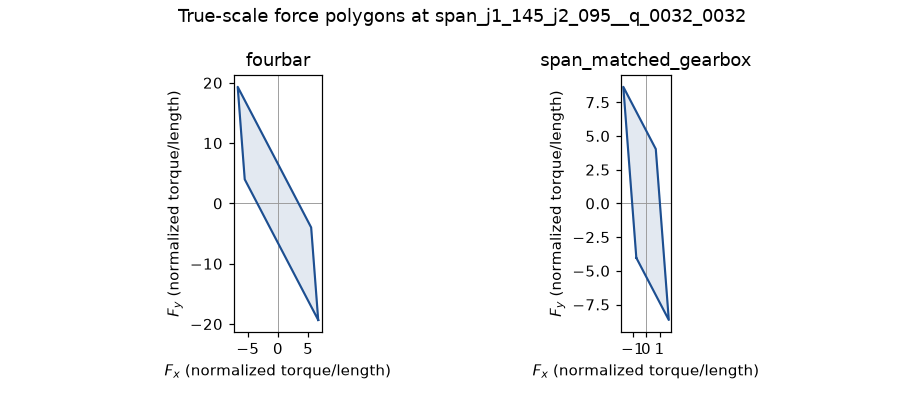 True-scale force polygons at span_j1_145_j2_095__q_0032_0032
fourbar
span_matched_gearbox
20
10
0
−10
−20
−5 0 5
F_y (normalized torque/length)
F_x (normalized torque/length)
7.5
5.0
2.5
0.0
−2.5
−5.0
−7.5
−1 0 1
F_y (normalized torque/length)
F_x (normalized torque/length)